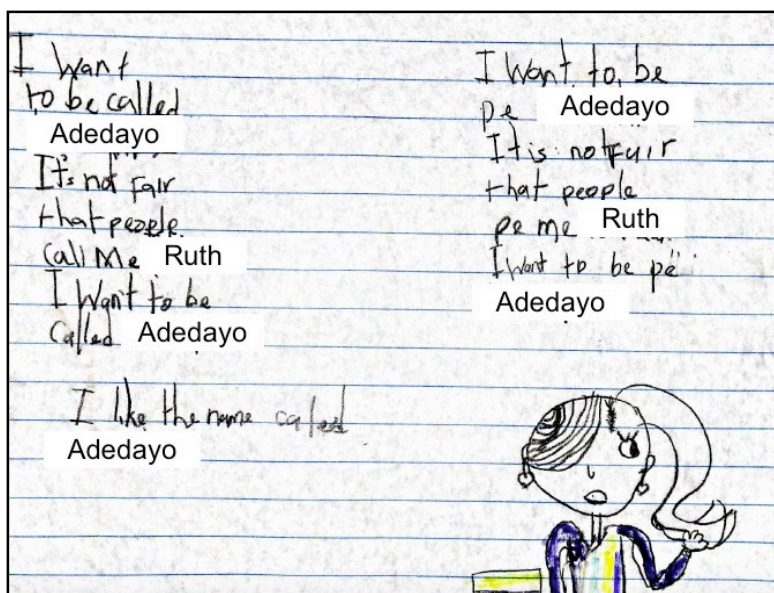 I want
to be called
Adedayo
It's not Fair
that people
call Me Ruth
I want to be
called Adedayo
I like the name called
Adedayo
I want to be
pe Adedayo
It is not Fair
that people
pe me Ruth
I want to be pe
Adedayo